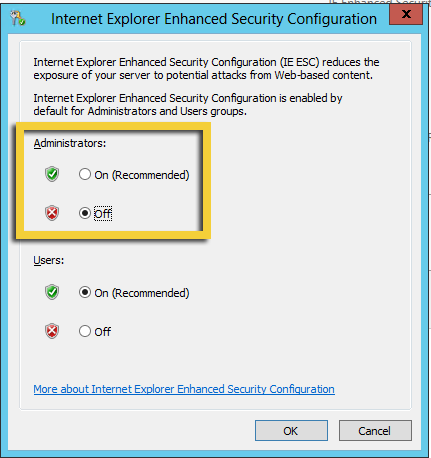 Internet Explorer Enhanced Security Configuration
Internet Explorer Enhanced Security Configuration (IE ESC) reduces the
exposure of your server to potential attacks from Web-based content.
Internet Explorer Enhanced Security Configuration is enabled by
default for Administrators and Users groups.
Administrators:
On (Recommended)
Off
Users:
On (Recommended)
Off
More about Internet Explorer Enhanced Security Configuration
OK
Cancel